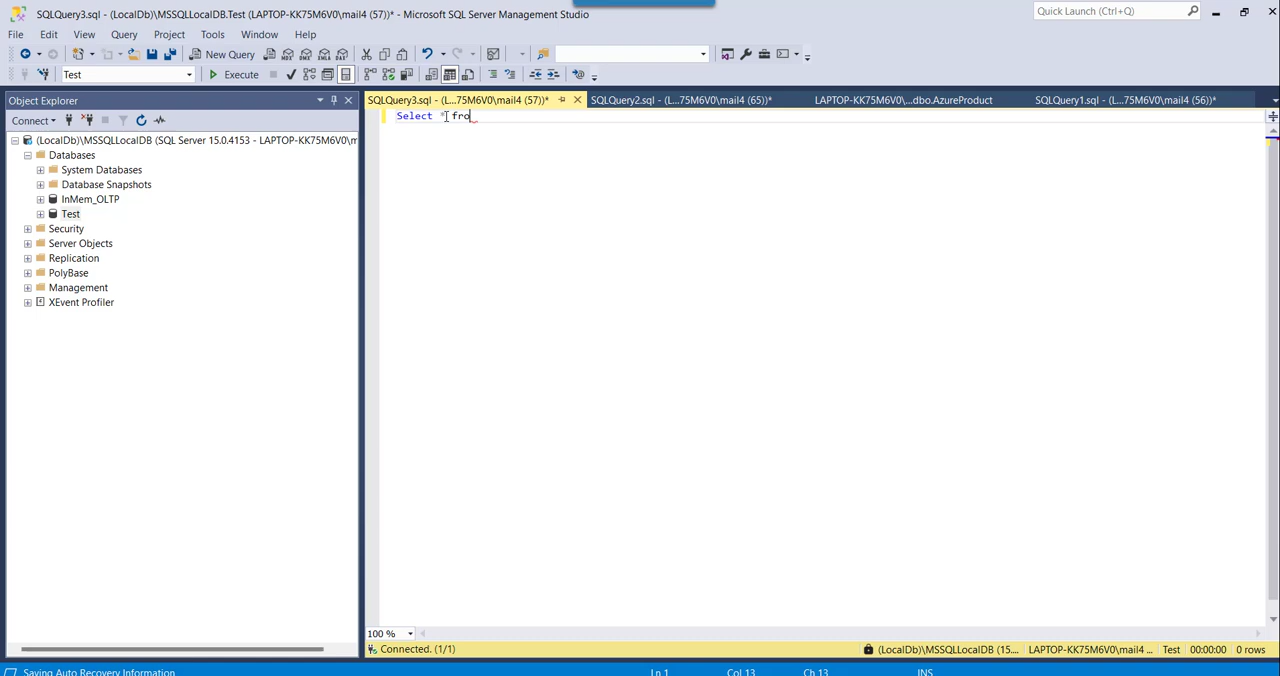 SQLQuery3.sql - (LocalDb)\MSSQLLocalDB.Test (LAPTOP-KK75M6V0\mail4 (57))* - Microsoft SQL Server Management Studio
Quick Launch (Ctrl+Q)
File Edit View Query Project Tools Window Help
New Query
Test
Execute
Object Explorer
SQLQuery3.sql - (L...75M6V0\mail4 (57))*
SQLQuery2.sql - (L...75M6V0\mail4 (65))*
LAPTOP-KK75M6V0\...dbo.AzureProduct
SQLQuery1.sql - (L...75M6V0\mail4 (56))*
Connect
Select * fro
(LocalDb)\MSSQLLocalDB (SQL Server 15.0.4153 - LAPTOP-KK75M6V0\m
Databases
System Databases
Database Snapshots
InMem_OLTP
Test
Security
Server Objects
Replication
PolyBase
Management
XEvent Profiler
100 %
Connected. (1/1)
(LocalDb)\MSSQLLocalDB (15....
LAPTOP-KK75M6V0\mail4 ...
Test
00:00:00
0 rows
Saving Auto Recovery Information
Ln 1
Col 13
Ch 13
INS